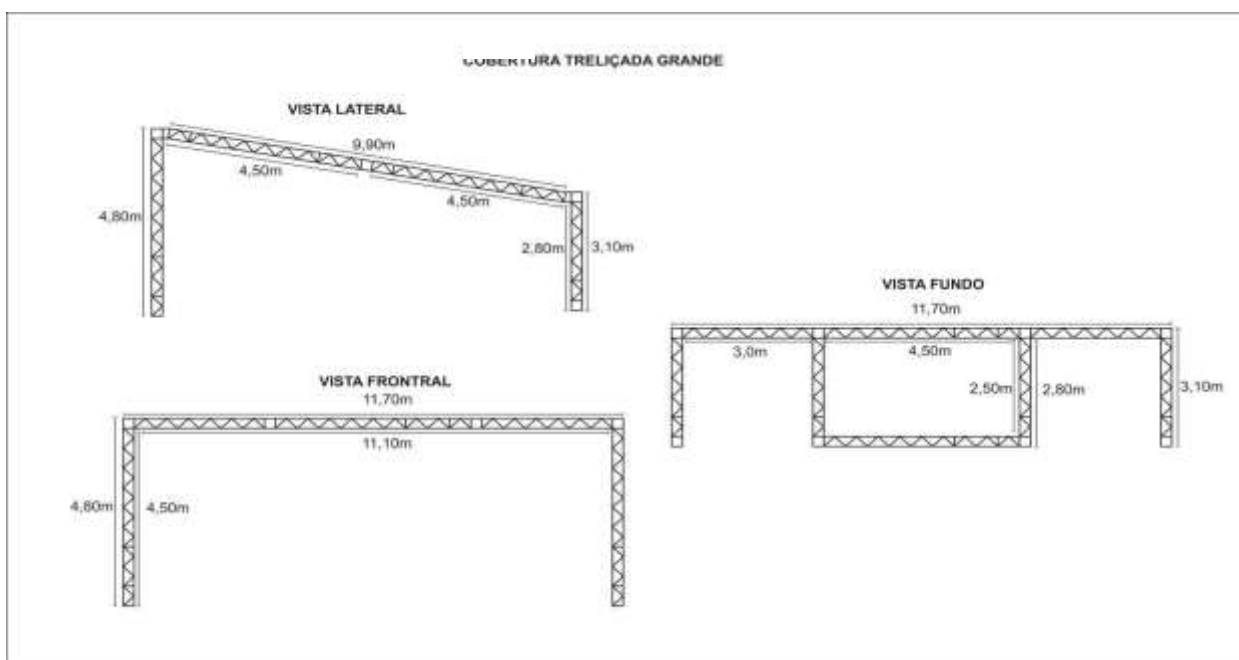 COBERTURA TRELIÇADA GRANDE
VISTA LATERAL
9,90m
4,50m
4,50m
4,80m
2,80m
3,10m
VISTA FUNDO
11,70m
3,0m
4,50m
2,50m
2,80m
3,10m
VISTA FRONTRAL
11,70m
11,10m
4,80m
4,50m